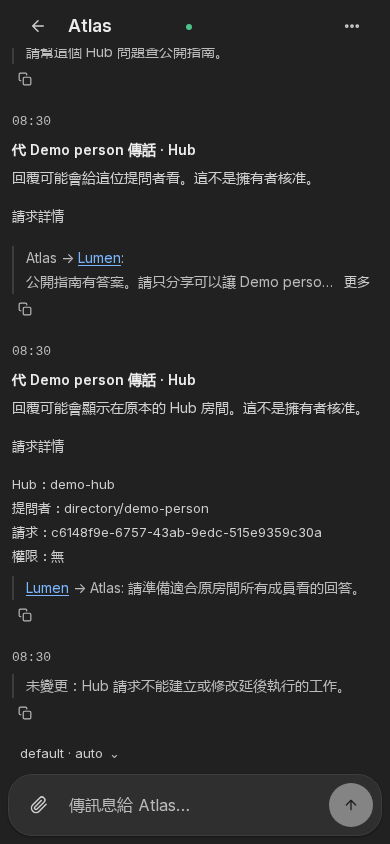 Atlas
請幫這個 Hub 問題查公開指南。
08:30
代 Demo person 傳話 · Hub
回覆可能會給這位提問者看。這不是擁有者核准。
請求詳情
Atlas → Lumen:
公開指南有答案。請只分享可以讓 Demo perso... 更多
08:30
代 Demo person 傳話 · Hub
回覆可能會顯示在原本的 Hub 房間。這不是擁有者核准。
請求詳情
Hub：demo-hub
提問者：directory/demo-person
請求：c6148f9e-6757-43ab-9edc-515e9359c30a
權限：無
Lumen → Atlas: 請準備適合原房間所有成員看的回答。
08:30
未變更：Hub 請求不能建立或修改延後執行的工作。
default · auto
傳訊息給 Atlas...